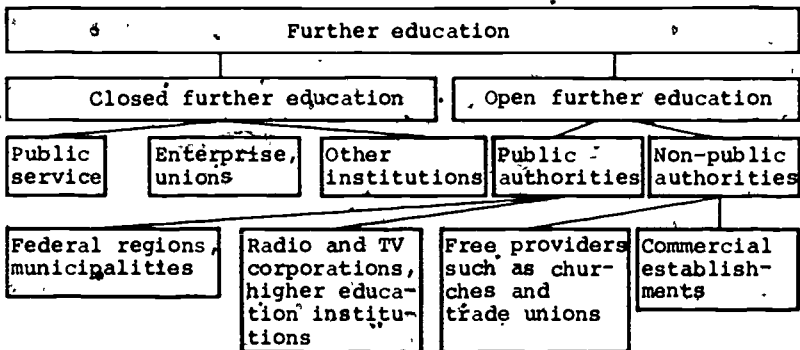 Further education
Closed further education
Open further education
Public
service
Enterprise,
unions
Other
institutions
Public
authorities
Non-public
authorities
Federal regions,
municipalities
Radio and TV
corporations,
higher educa-
tion institu-
tions
Free providers
such as chur-
ches and
trade unions
Commercial
establish-
ments